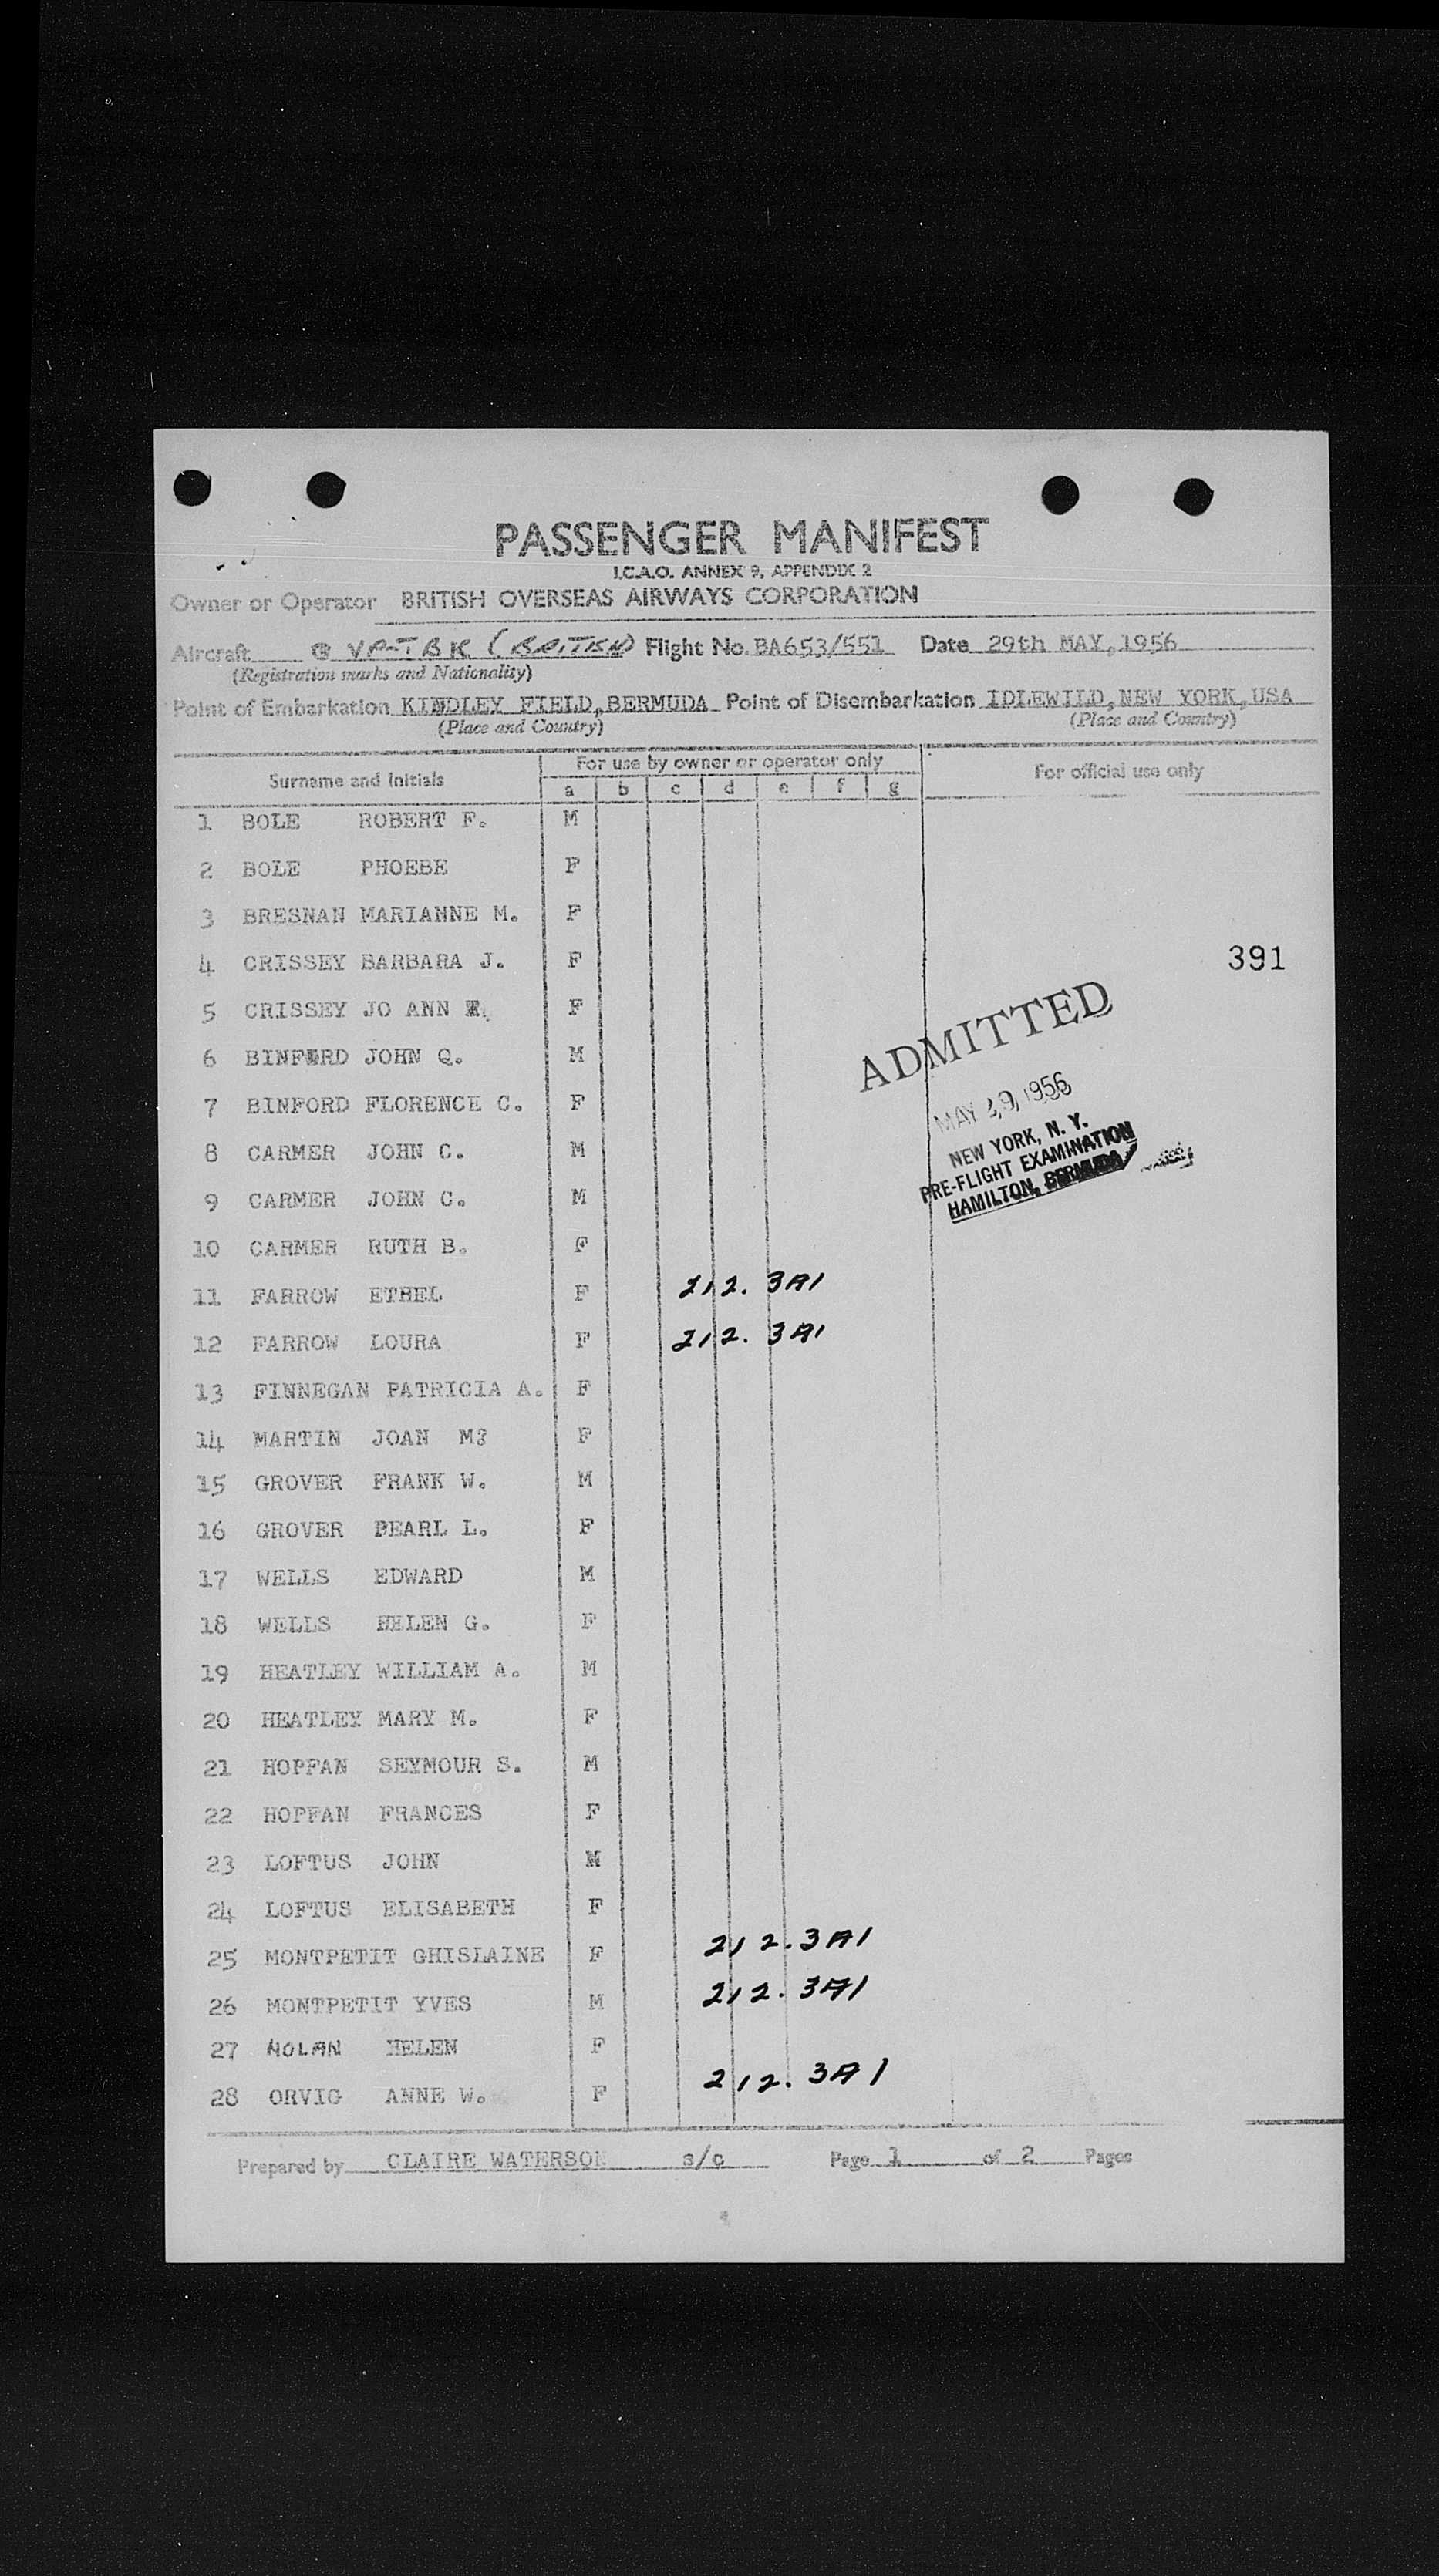 PASSENGER MANIFEST
I.C.A.O. ANNEX 9, APPENDIX 2
Owner or Operator BRITISH OVERSEAS AIRWAYS CORPORATION
Aircraft VP-TBK (BRITISH) Flight No. BA653/551 Date 29th MAY, 1956
(Registration marks and Nationality)
Point of Embarkation KINDLEY FIELD, BERMUDA Point of Disembarkation IDLEWILD, NEW YORK, USA
(Place and Country) (Place and Country)
Surname and Initials For use by owner or operator only For official use only
a b c d e f g
1 BOLE ROBERT F. M
2 BOLE PHOEBE F
3 BRESNAN MARIANNE M. F
4 CRISSEY BARBARA J. F
391
5 CRISSEY JO ANN F
ADMITTED
6 BINFORD JOHN Q. M
7 BINFORD FLORENCE C. F
MAY 29, 1956
NEW YORK, N. Y.
8 CARMER JOHN C. M
PRE-FLIGHT EXAMINATION
HAMILTON, BERMUDA
9 CARMER JOHN C. M
10 CARMER RUTH B. F
11 FARROW ETHEL F 212. 3A1
12 FARROW LOURA F 212. 3A1
13 FINNEGAN PATRICIA A. F
14 MARTIN JOAN M? F
15 GROVER FRANK W. M
16 GROVER PEARL L. F
17 WELLS EDWARD M
18 WELLS HELEN G. F
19 HEATLEY WILLIAM A. M
20 HEATLEY MARY M. F
21 HOFFAN SEYMOUR S. M
22 HOFFAN FRANCES F
23 LOFTUS JOHN M
24 LOFTUS ELISABETH F
25 MONTPETIT GHISLAINE F 212. 3A1
26 MONTPETIT YVES M 212. 3A1
27 NOLAN HELEN F
28 ORVIG ANNE W. F 212. 3A1
Prepared by CLAIRE WATERSON s/c Page 1 of 2 Pages